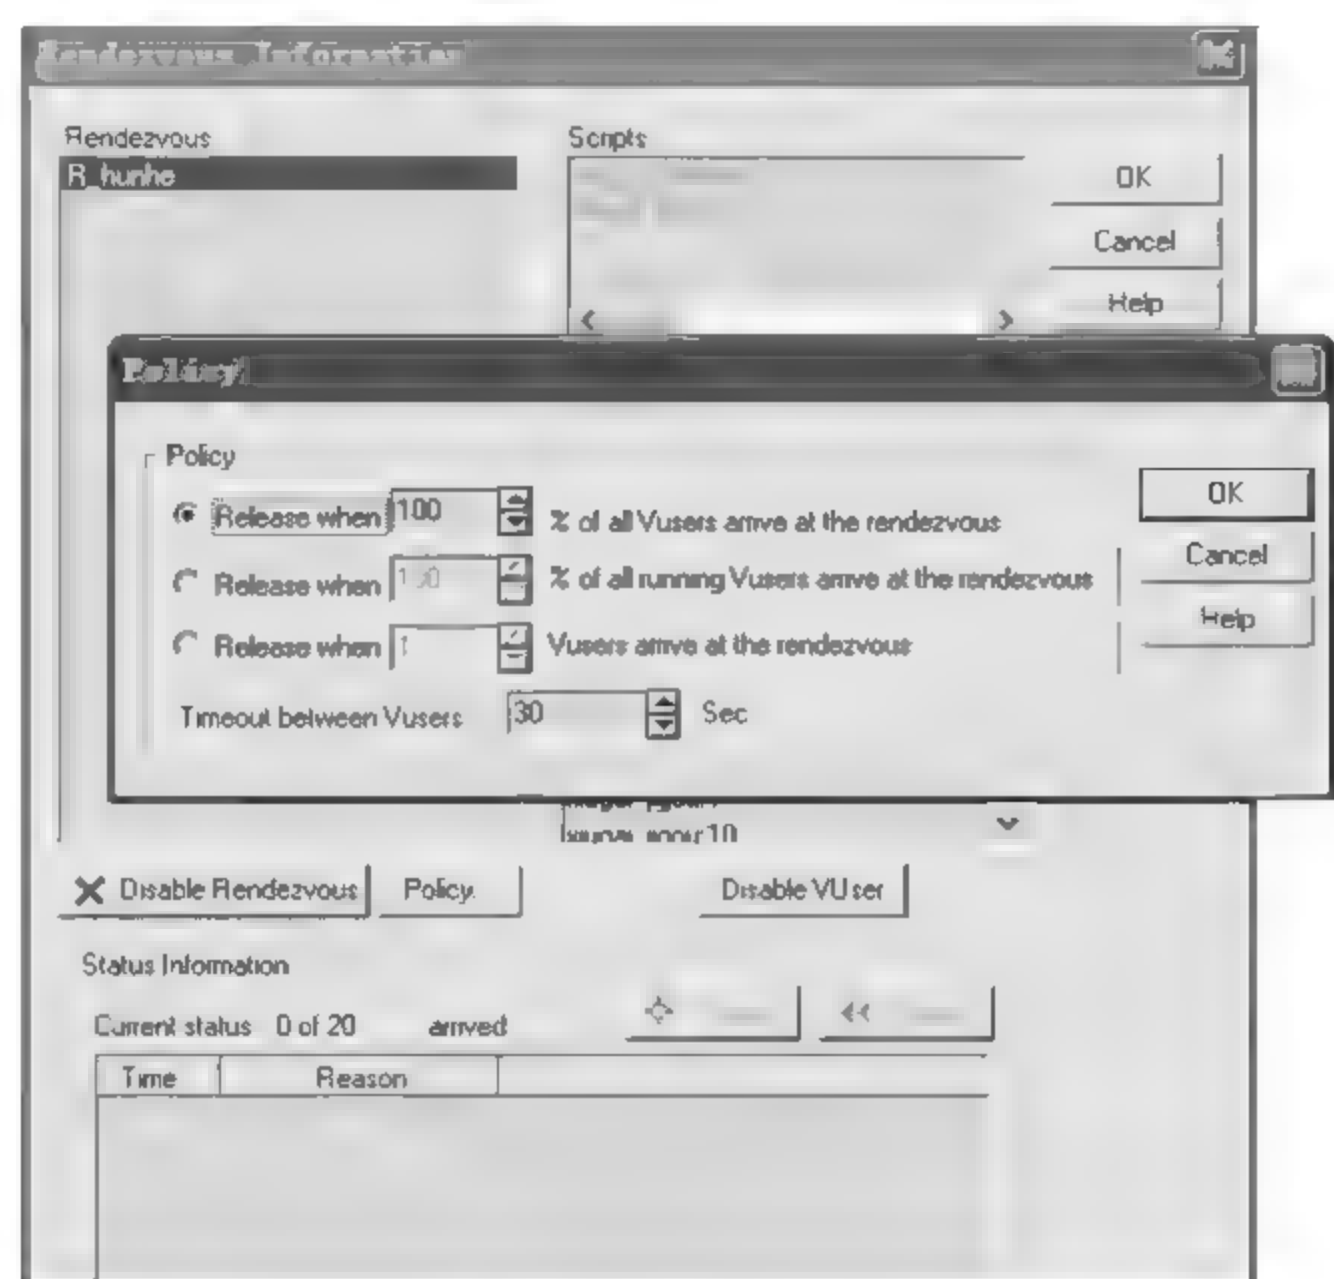 Rendezvous Information
Rendezvous
Scripts
R_hunhe
OK
Cancel
Help
Policy
Policy
Release when 100 % of all Vusers arrive at the rendezvous
Release when 100 % of all running Vusers arrive at the rendezvous
Release when 1 Vusers arrive at the rendezvous
Timeout between Vusers 30 Sec
OK
Cancel
Help
Disable Rendezvous
Policy
Disable VUser
Status Information
Current status 0 of 20 arrived
Time
Reason